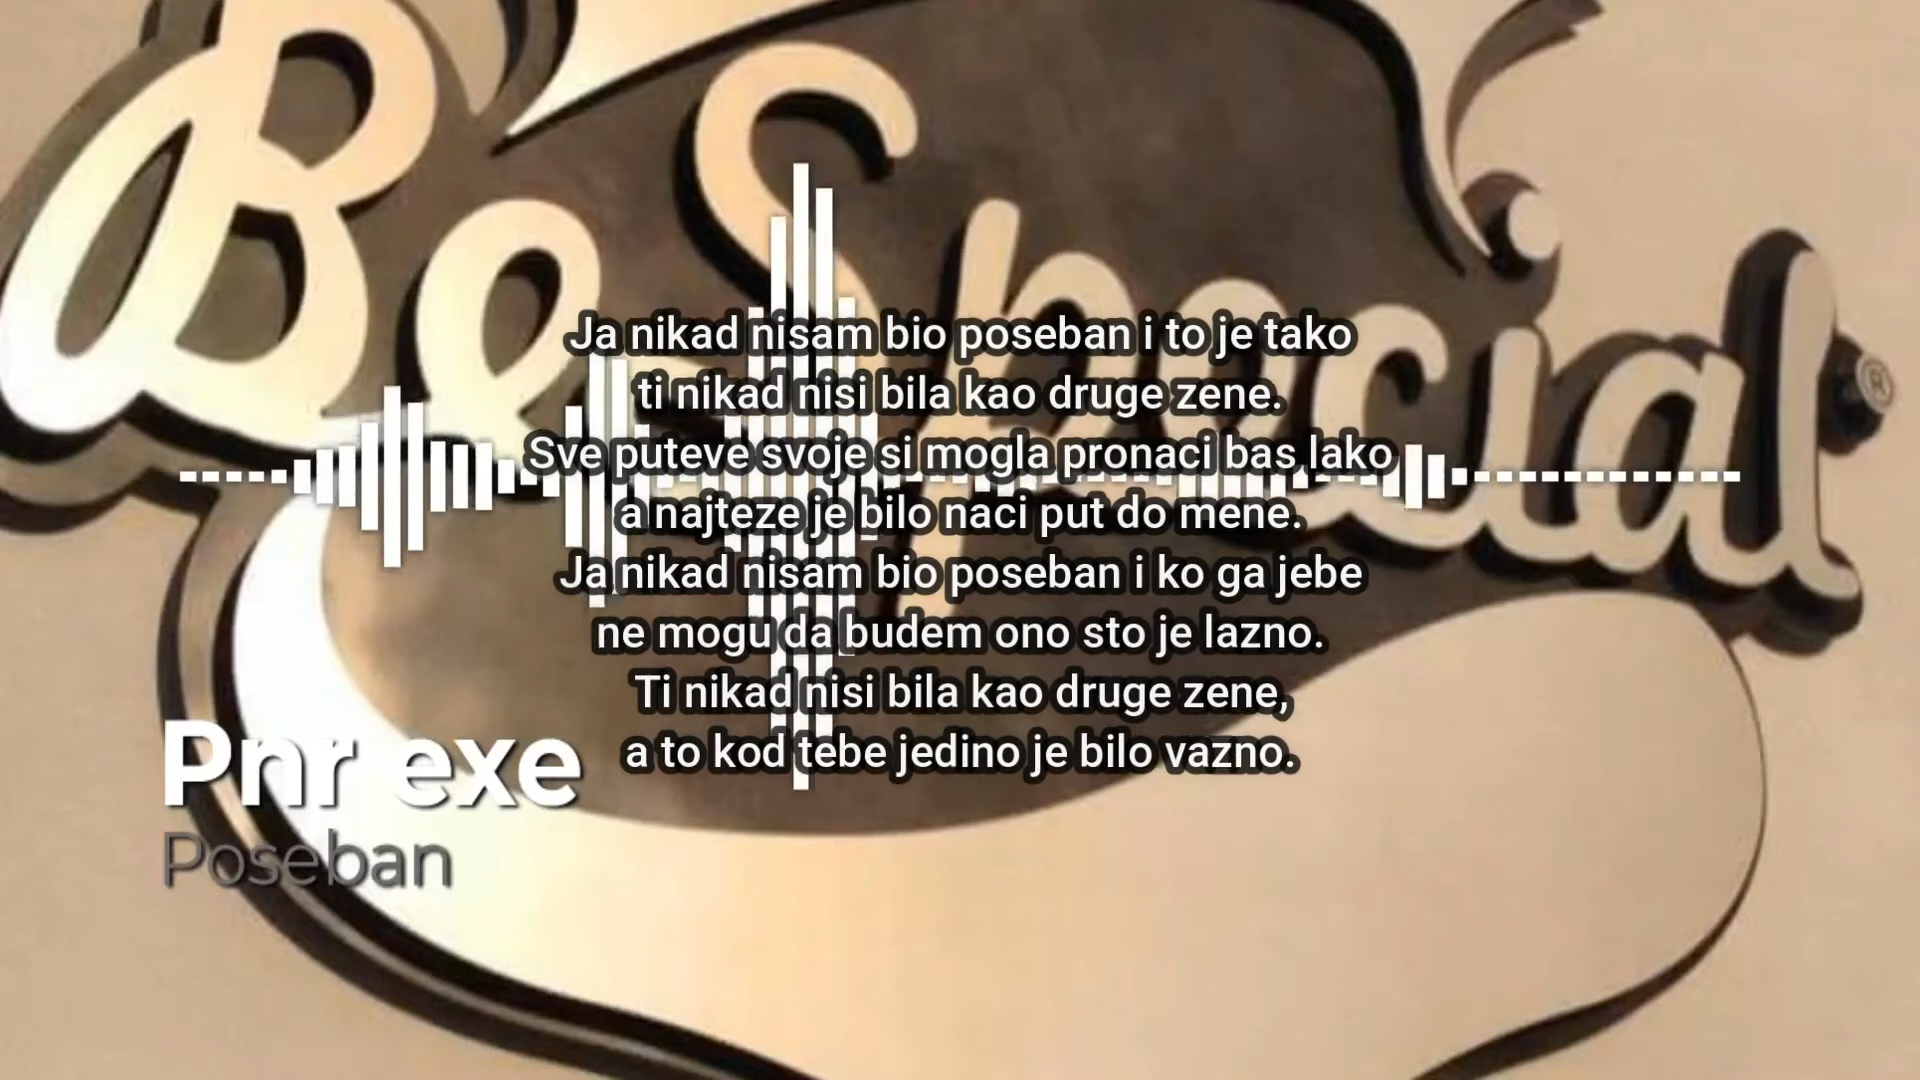 Be Special®
Ja nikad nisam bio poseban i to je tako
ti nikad nisi bila kao druge zene.
Sve puteve svoje si mogla pronaci bas lako
a najteze je bilo naci put do mene.
Ja nikad nisam bio poseban i ko ga jebe
ne mogu da budem ono sto je lazno.
Ti nikad nisi bila kao druge zene,
a to kod tebe jedino je bilo vazno.
Pnr exe
Poseban